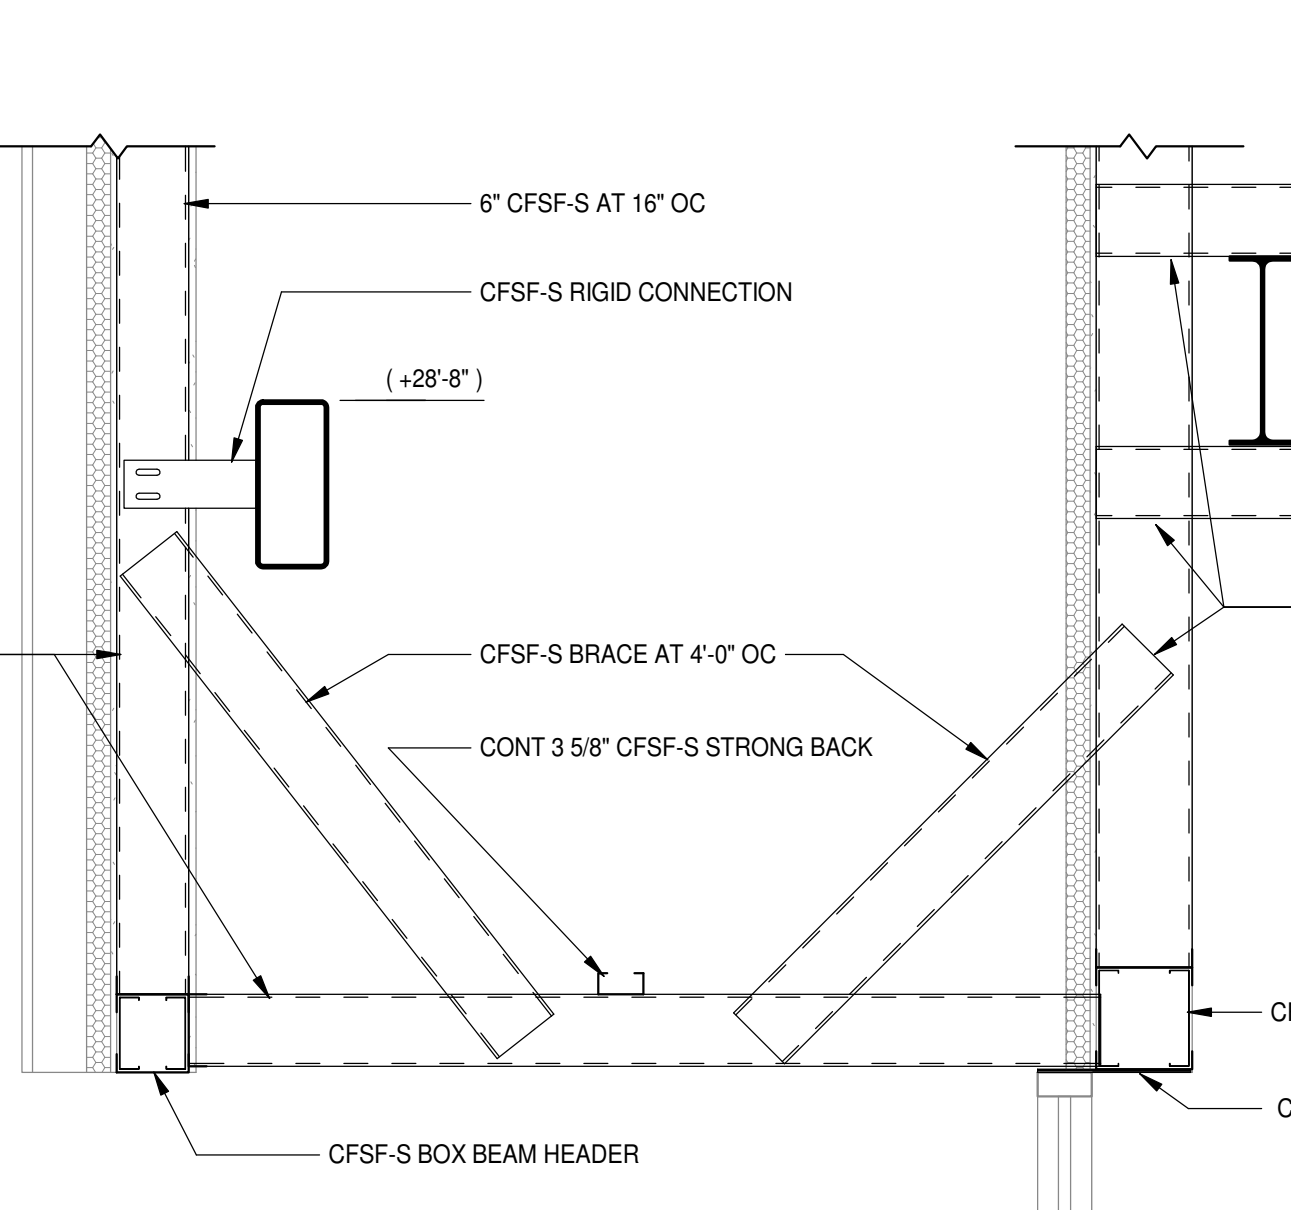 6" CFSF-S AT 16" OC
CFSF-S RIGID CONNECTION
( +28'-8" )
CFSF-S BRACE AT 4'-0" OC
CONT 3 5/8" CFSF-S STRONG BACK
CFSF-S BOX BEAM HEADER